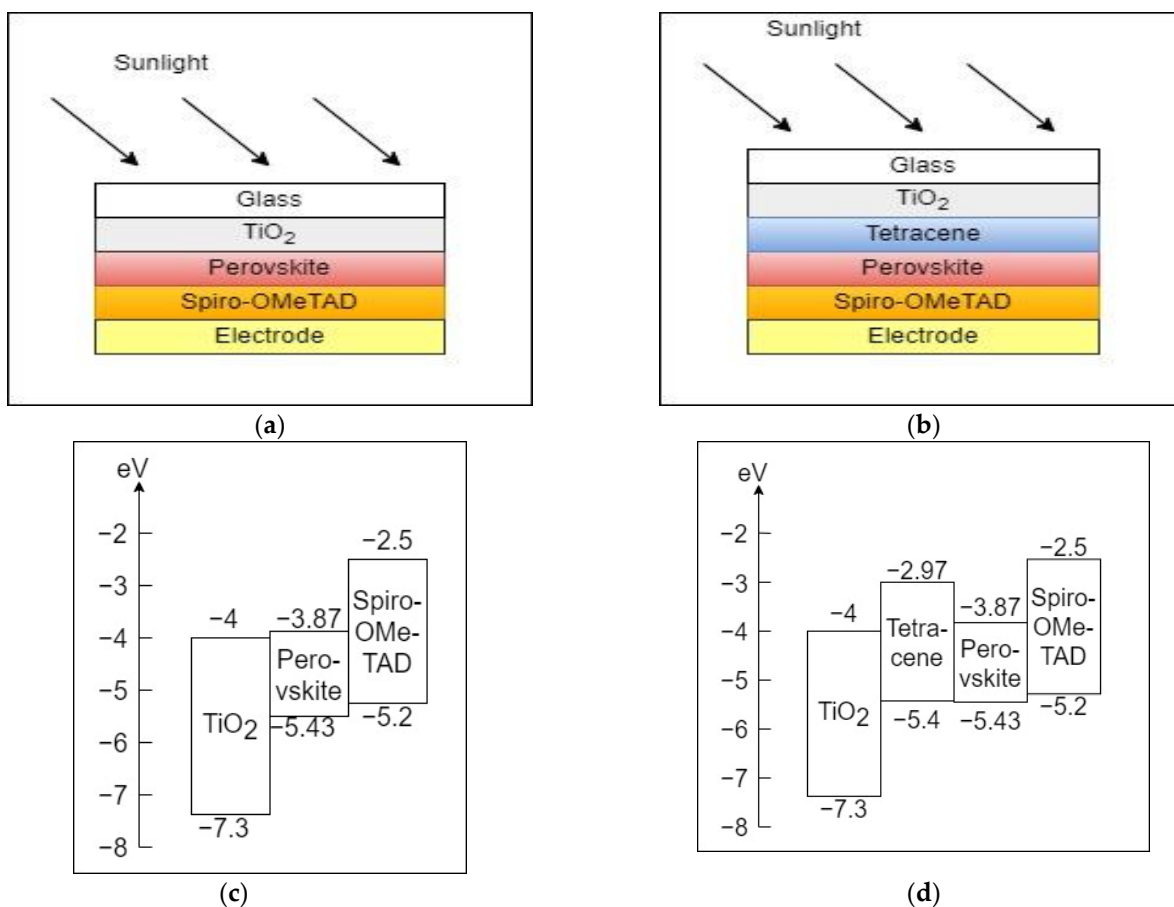 Sunlight
Glass
TiO2
Perovskite
Spiro-OMeTAD
Electrode
(a)
Sunlight
Glass
TiO2
Tetracene
Perovskite
Spiro-OMeTAD
Electrode
(b)
eV
−2
−3
−4
−5
−6
−7
−8
−4
TiO2
−7.3
−3.87
Pero-
vskite
−5.43
−2.5
Spiro-
OMe-
TAD
−5.2
(c)
eV
−2
−3
−4
−5
−6
−7
−8
−4
TiO2
−7.3
−2.97
Tetra-
cene
−5.4
−3.87
Pero-
vskite
−5.43
−2.5
Spiro-
OMe-
TAD
−5.2
(d)